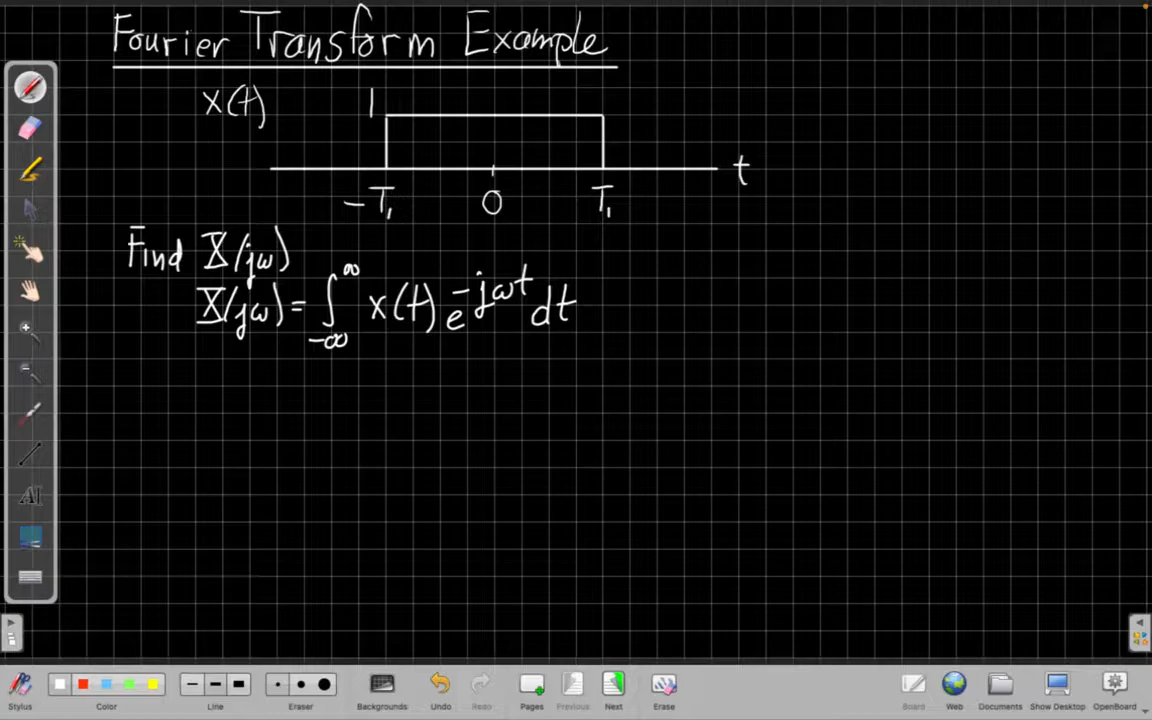 Fourier Transform Example
x(t) 1
t
-T₁ 0 T₁
Find X(jω)
X(jω) = ∫_{-∞}^{∞} x(t) e^{-jωt} dt
Stylus Color Line Eraser Backgrounds Undo Redo Pages Previous Next Erase Board Web Documents Show Desktop OpenBoard